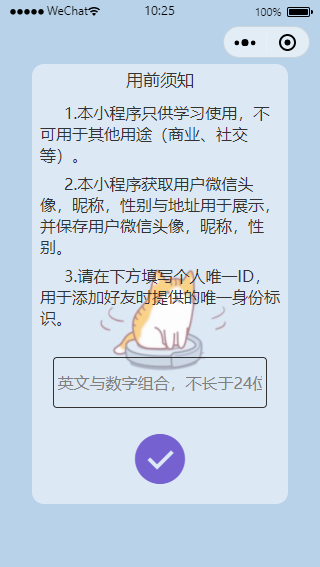 WeChat
10:25
100%
用前须知
1.本小程序只供学习使用，不
可用于其他用途（商业、社交
等）。
2.本小程序获取用户微信头
像，昵称，性别与地址用于展示，
并保存用户微信头像，昵称，性
别。
3.请在下方填写个人唯一ID，
用于添加好友时提供的唯一身份标
识。
英文与数字组合，不长于24位